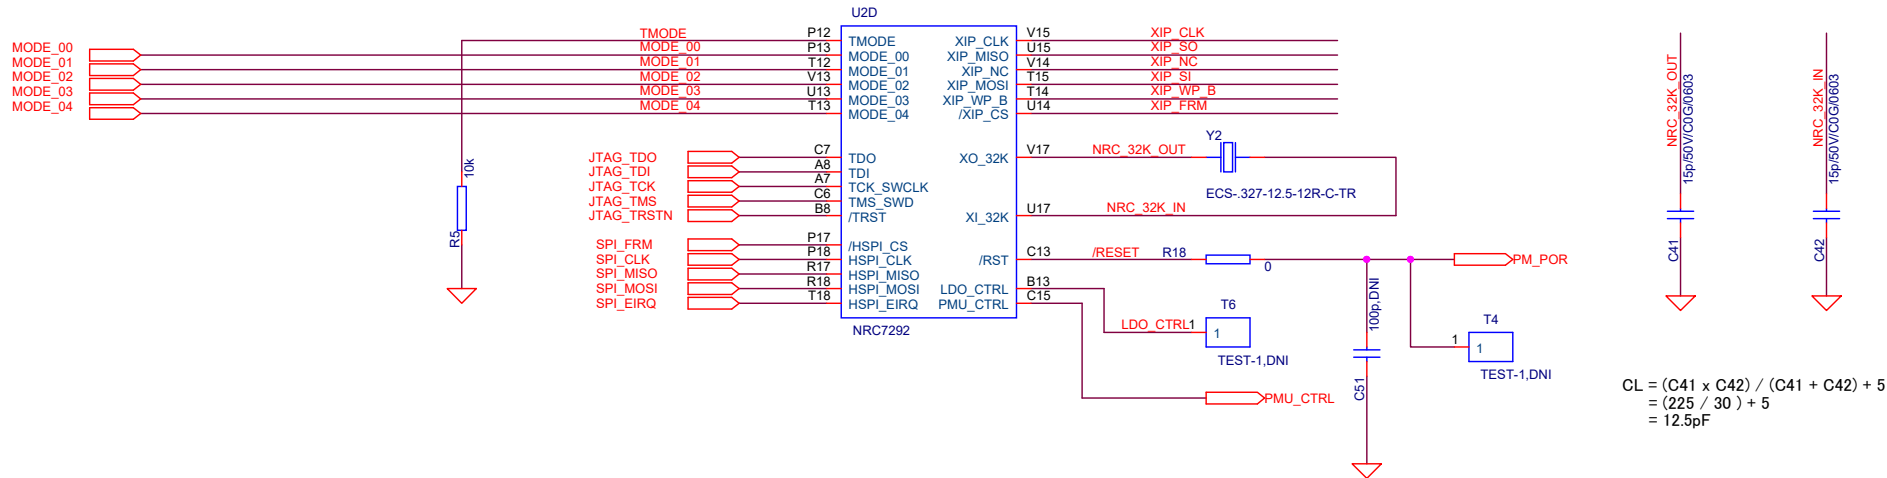 U2D
MODE_00
MODE_01
MODE_02
MODE_03
MODE_04
TMODE
MODE_00
MODE_01
MODE_02
MODE_03
MODE_04
P12
P13
T12
V13
U13
T13
TMODE
MODE_00
MODE_01
MODE_02
MODE_03
MODE_04
XIP_CLK
XIP_MISO
XIP_NC
XIP_MOSI
XIP_WP_B
/XIP_CS
V15
U15
V14
T15
T14
U14
XIP_CLK
XIP_SO
XIP_NC
XIP_SI
XIP_WP_B
XIP_FRM
R5
10k
JTAG_TDO
JTAG_TDI
JTAG_TCK
JTAG_TMS
JTAG_TRSTN
C7
A8
A7
C6
B8
TDO
TDI
TCK_SWCLK
TMS_SWD
/TRST
XO_32K
V17
NRC_32K_OUT
Y2
ECS-.327-12.5-12R-C-TR
XI_32K
U17
NRC_32K_IN
SPI_FRM
SPI_CLK
SPI_MISO
SPI_MOSI
SPI_EIRQ
P17
P18
R17
R18
T18
/HSPI_CS
HSPI_CLK
HSPI_MISO
HSPI_MOSI
HSPI_EIRQ
/RST
C13
/RESET
R18
0
PM_POR
LDO_CTRL
PMU_CTRL
B13
C15
NRC7292
LDO_CTRL
1
T6
1
TEST-1,DNI
PMU_CTRL
100p,DNI
C51
T4
1
1
TEST-1,DNI
NRC_32K_OUT
15p/50V/C0G/0603
C41
NRC_32K_IN
15p/50V/C0G/0603
C42
CL = (C41 x C42) / (C41 + C42) + 5
= (225 / 30 ) + 5
= 12.5pF